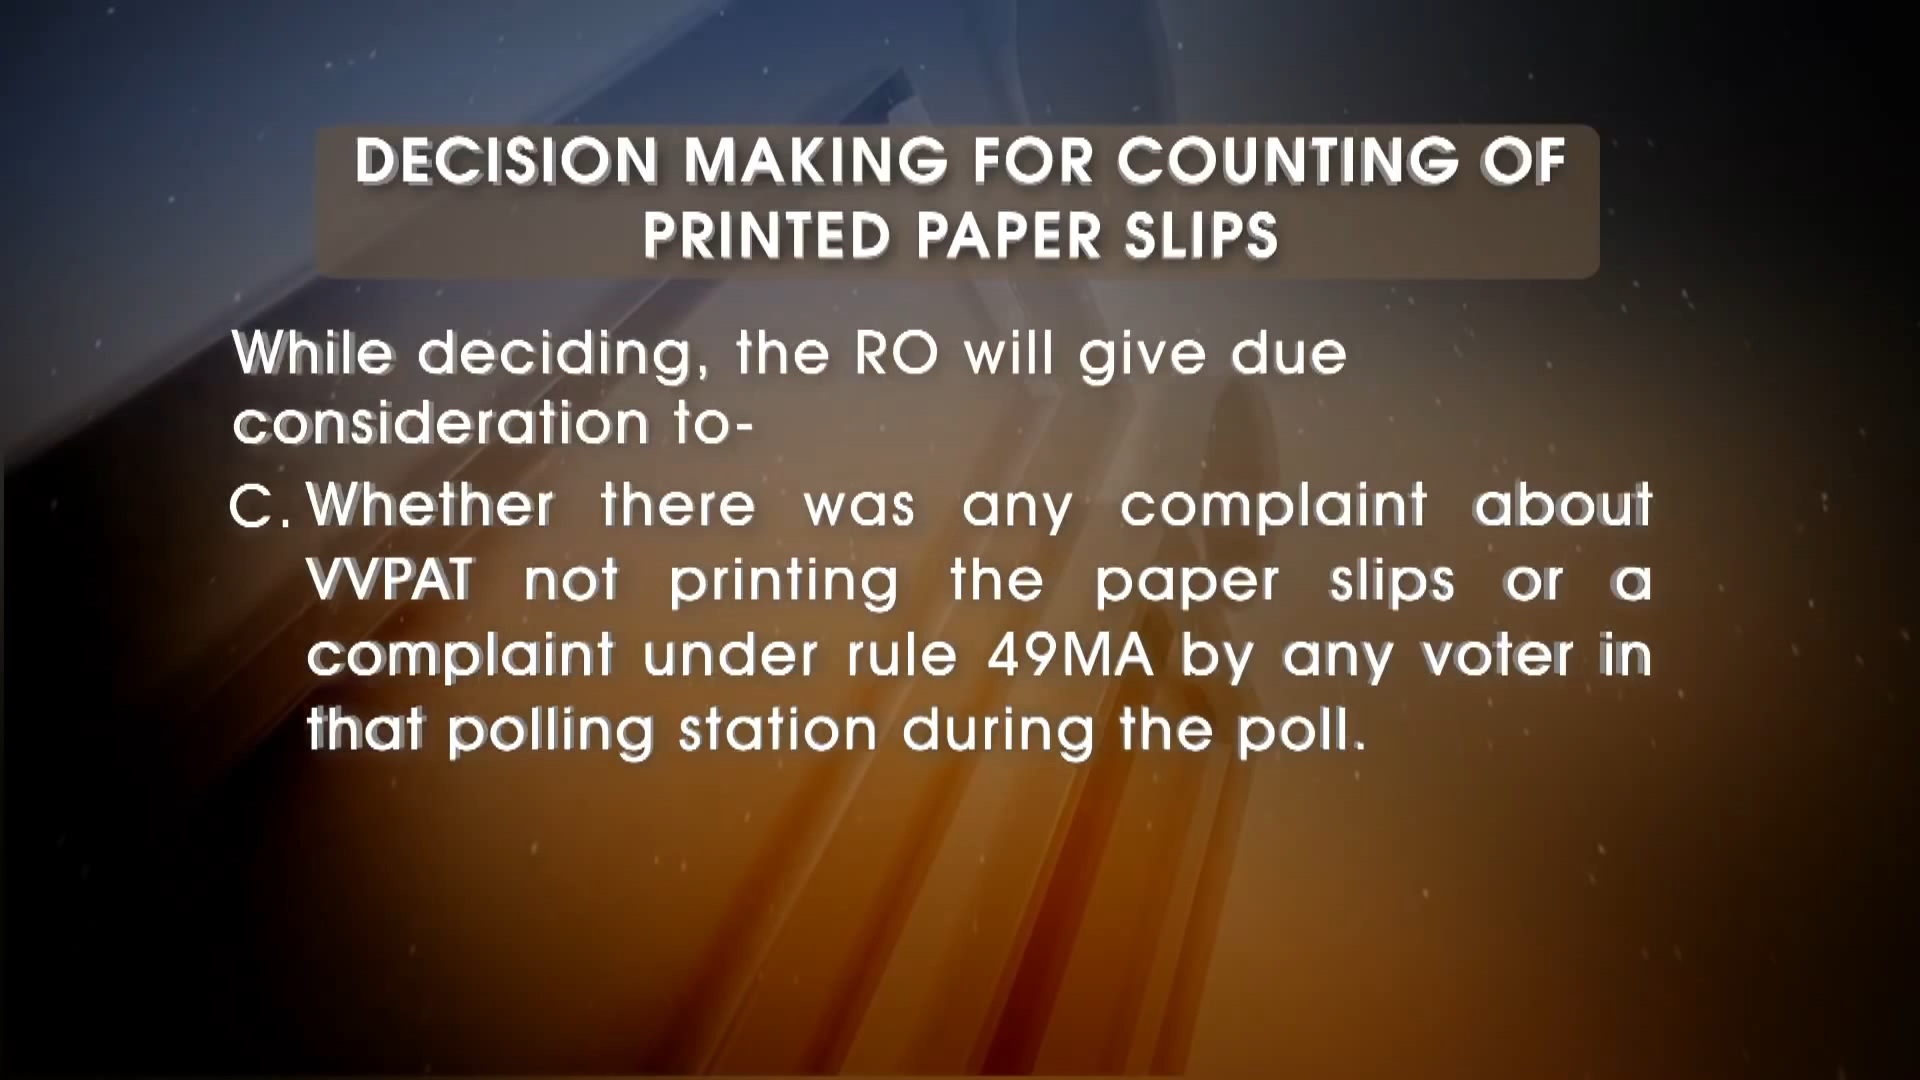 DECISION MAKING FOR COUNTING OF
PRINTED PAPER SLIPS
While deciding, the RO will give due
consideration to-
C. Whether there was any complaint about
VVPAT not printing the paper slips or a
complaint under rule 49MA by any voter in
that polling station during the poll.